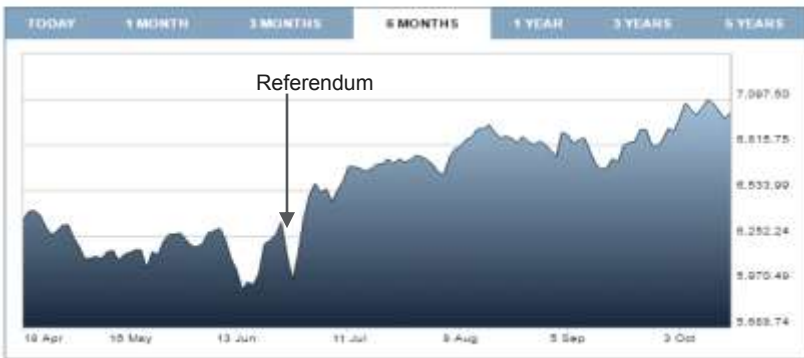 TODAY 1 MONTH 3 MONTHS 6 MONTHS 1 YEAR 3 YEARS 5 YEARS
Referendum
7,097.50
6,815.75
6,533.99
6,252.24
5,970.49
5,688.74
19 Apr 16 May 13 Jun 11 Jul 8 Aug 5 Sep 3 Oct